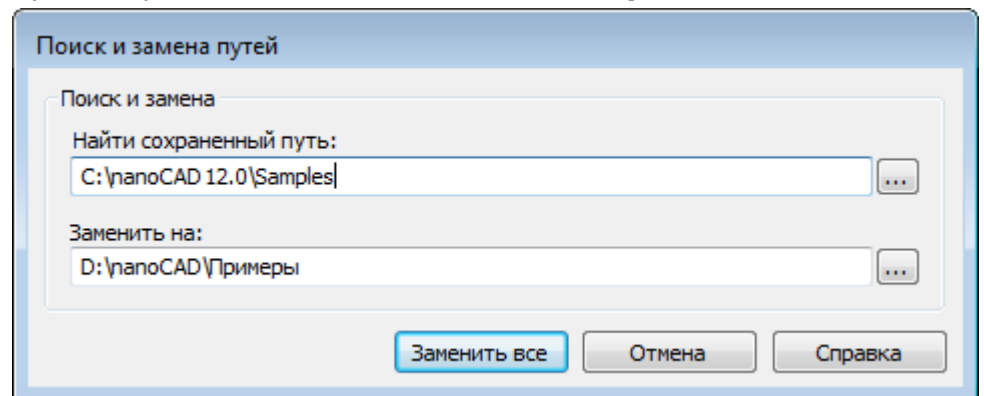 Поиск и замена путей
Поиск и замена
Найти сохраненный путь:
C:\nanoCAD 12.0\Samples
...
Заменить на:
D:\nanoCAD\Примеры
...
Заменить все Отмена Справка